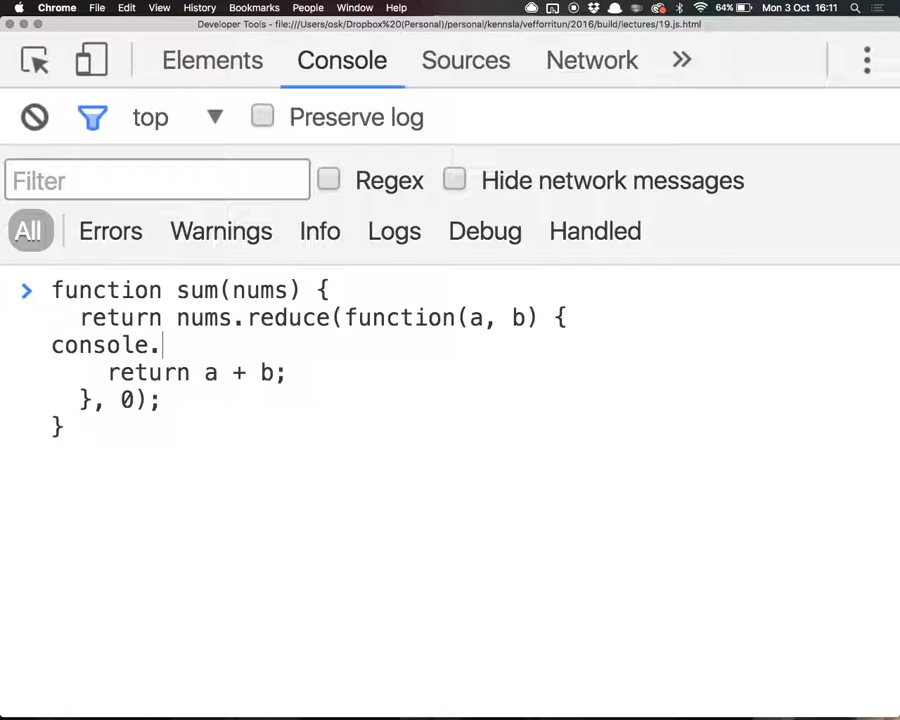 Chrome File Edit View History Bookmarks People Window Help 64% Mon 3 Oct 16:11
Developer Tools - file:///Users/osk/Dropbox%20(Personal)/personal/kennsla/vefforritun/2016/build/lectures/19.js.html
Elements Console Sources Network »
top Preserve log
Filter Regex Hide network messages
All Errors Warnings Info Logs Debug Handled
> function sum(nums) {
return nums.reduce(function(a, b) {
console.
return a + b;
}, 0);
}